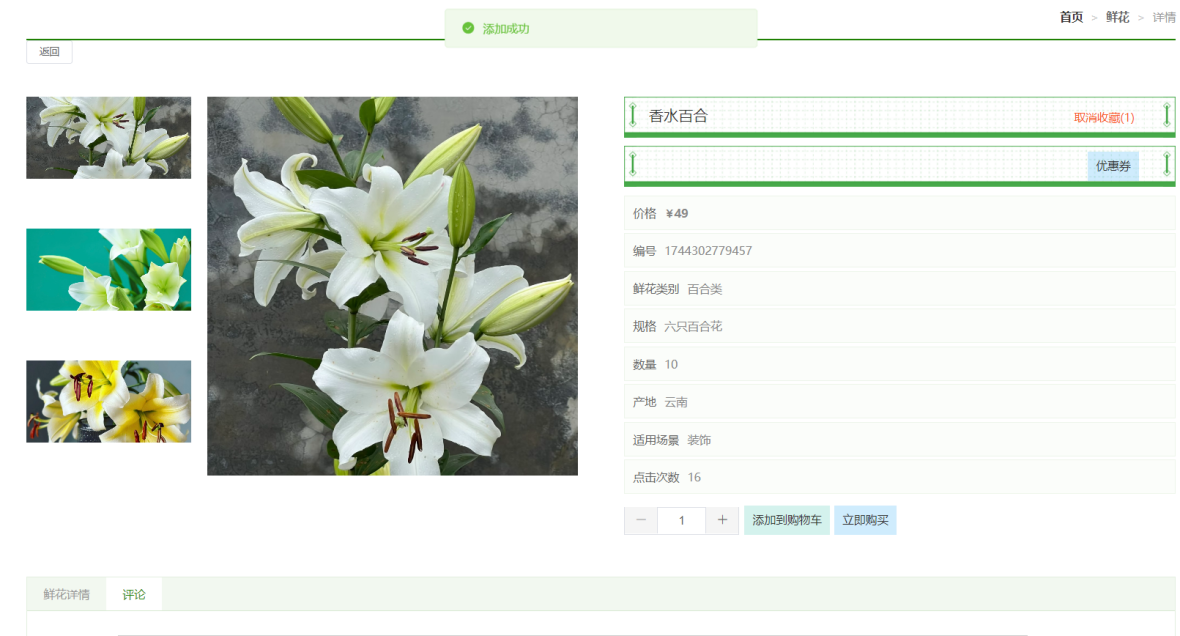 首页 > 鲜花 > 详情
添加成功
返回
香水百合
取消收藏(1)
优惠券
价格 ¥49
编号 1744302779457
鲜花类别 百合类
规格 六只百合花
数量 10
产地 云南
适用场景 装饰
点击次数 16
− 1 + 添加到购物车 立即购买
鲜花详情 评论